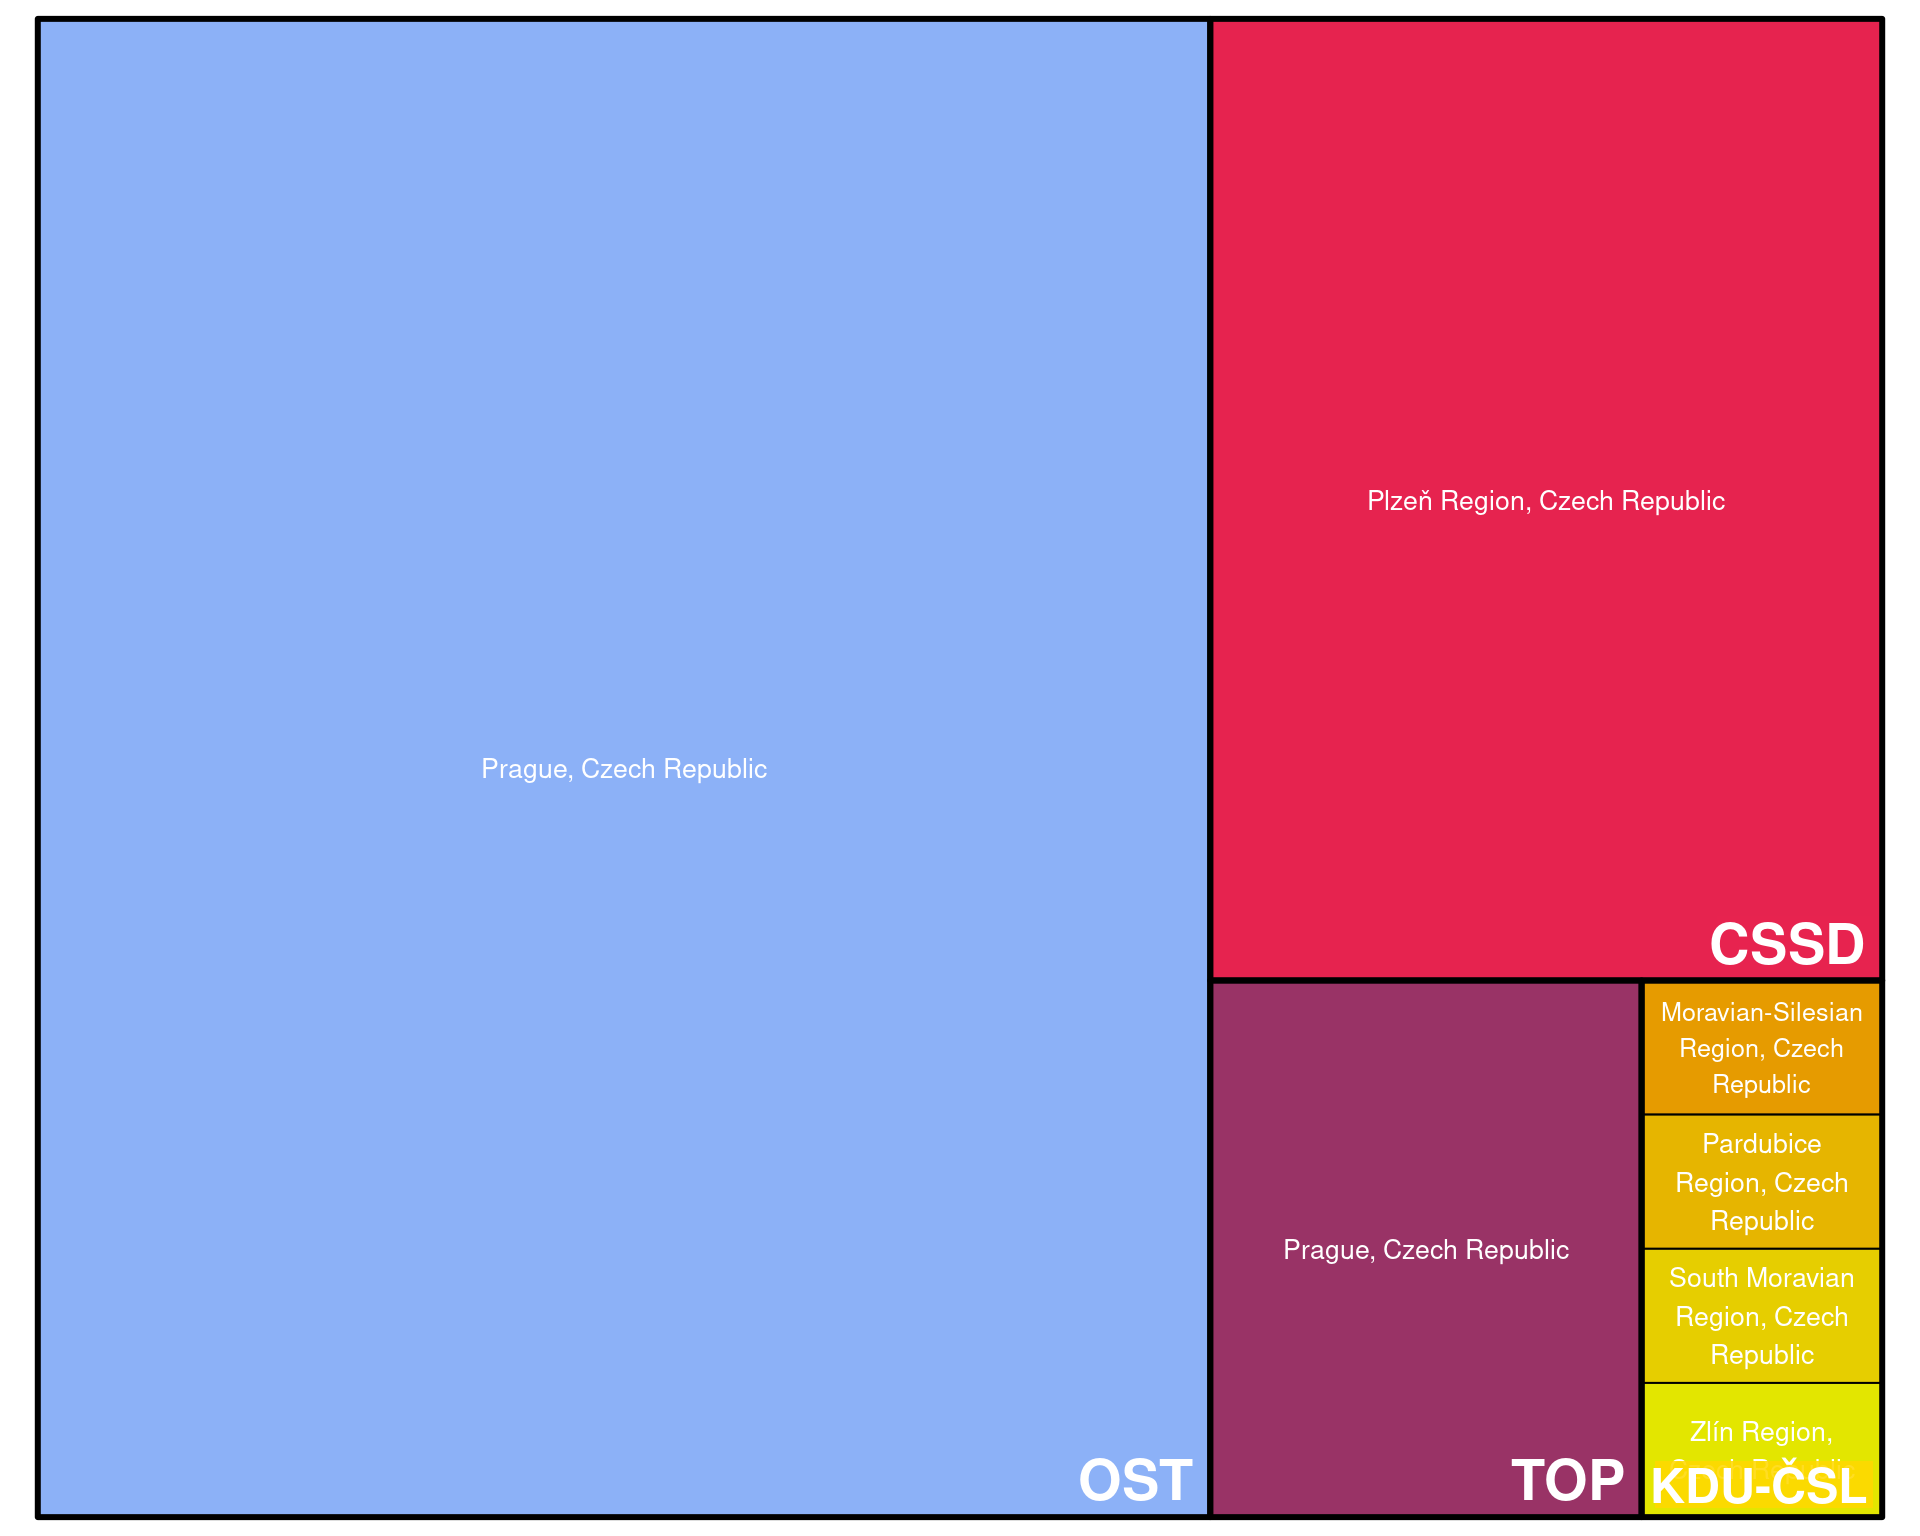 Prague, Czech Republic
OST
Plzeň Region, Czech Republic
CSSD
Prague, Czech Republic
TOP
Moravian-Silesian
Region, Czech
Republic
Pardubice
Region, Czech
Republic
South Moravian
Region, Czech
Republic
Zlín Region,
KDU-ČSL